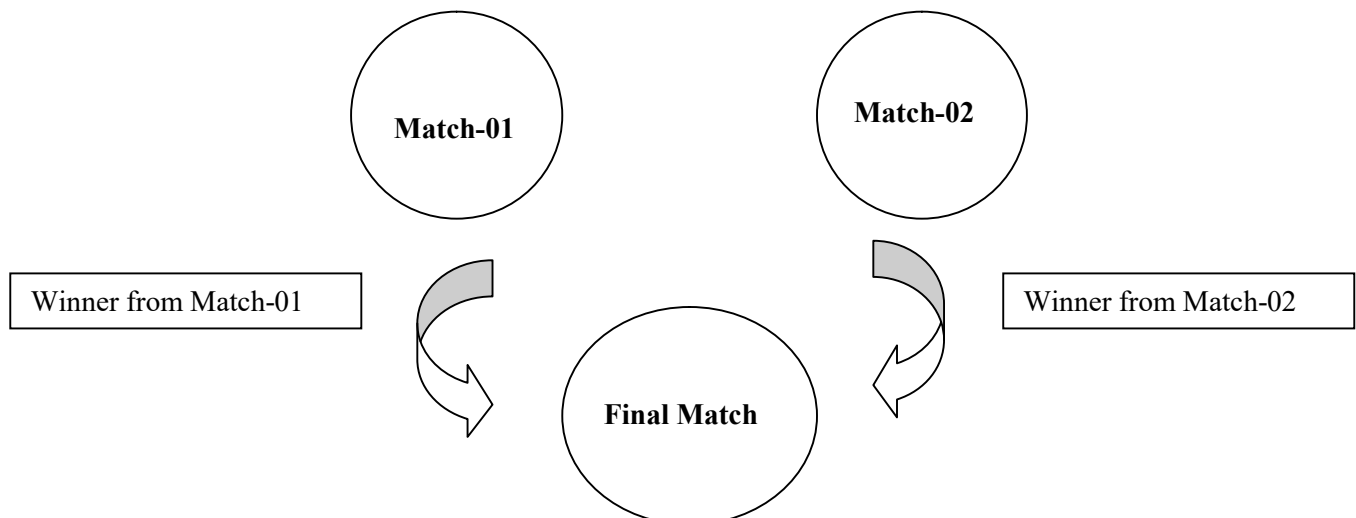 Match-01
Match-02
Winner from Match-01
Winner from Match-02
Final Match